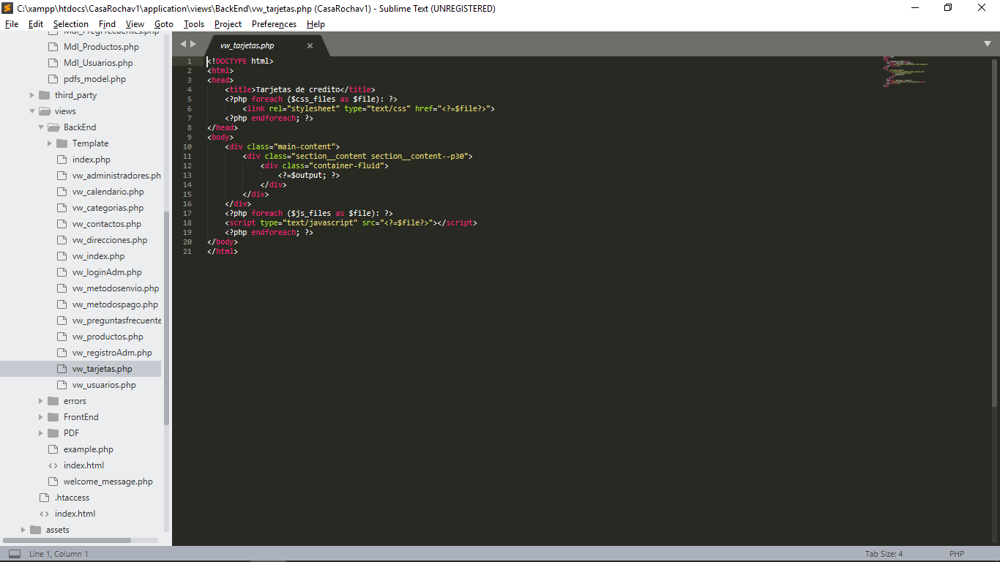 C:\xampp\htdocs\CasaRochav1\application\views\BackEnd\vw_tarjetas.php (CasaRochav1) - Sublime Text (UNREGISTERED)
File Edit Selection Find View Goto Tools Project Preferences Help
Mdl_Productos.php
Mdl_Usuarios.php
pdfs_model.php
third_party
views
BackEnd
Template
index.php
vw_administradores.ph
vw_calendario.php
vw_categorias.php
vw_contactos.php
vw_direcciones.php
vw_index.php
vw_loginAdm.php
vw_metodosenvio.php
vw_metodospago.php
vw_preguntasfrecuente
vw_productos.php
vw_registroAdm.php
vw_tarjetas.php
vw_usuarios.php
errors
FrontEnd
PDF
example.php
index.html
welcome_message.php
.htaccess
index.html
assets
vw_tarjetas.php
1 <!DOCTYPE html>
2 <html>
3 <head>
4 <title>Tarjetas de credito</title>
5 <?php foreach ($css_files as $file): ?>
6 <link rel="stylesheet" type="text/css" href="<?=$file?>">
7 <?php endforeach; ?>
8 </head>
9 <body>
10 <div class="main-content">
11 <div class="section__content section__content--p30">
12 <div class="container-fluid">
13 <?=$output; ?>
14 </div>
15 </div>
16 </div>
17 <?php foreach ($js_files as $file): ?>
18 <script type="text/javascript" src="<?=$file?>"></script>
19 <?php endforeach; ?>
20 </body>
21 </html>
Line 1, Column 1
Tab Size: 4
PHP